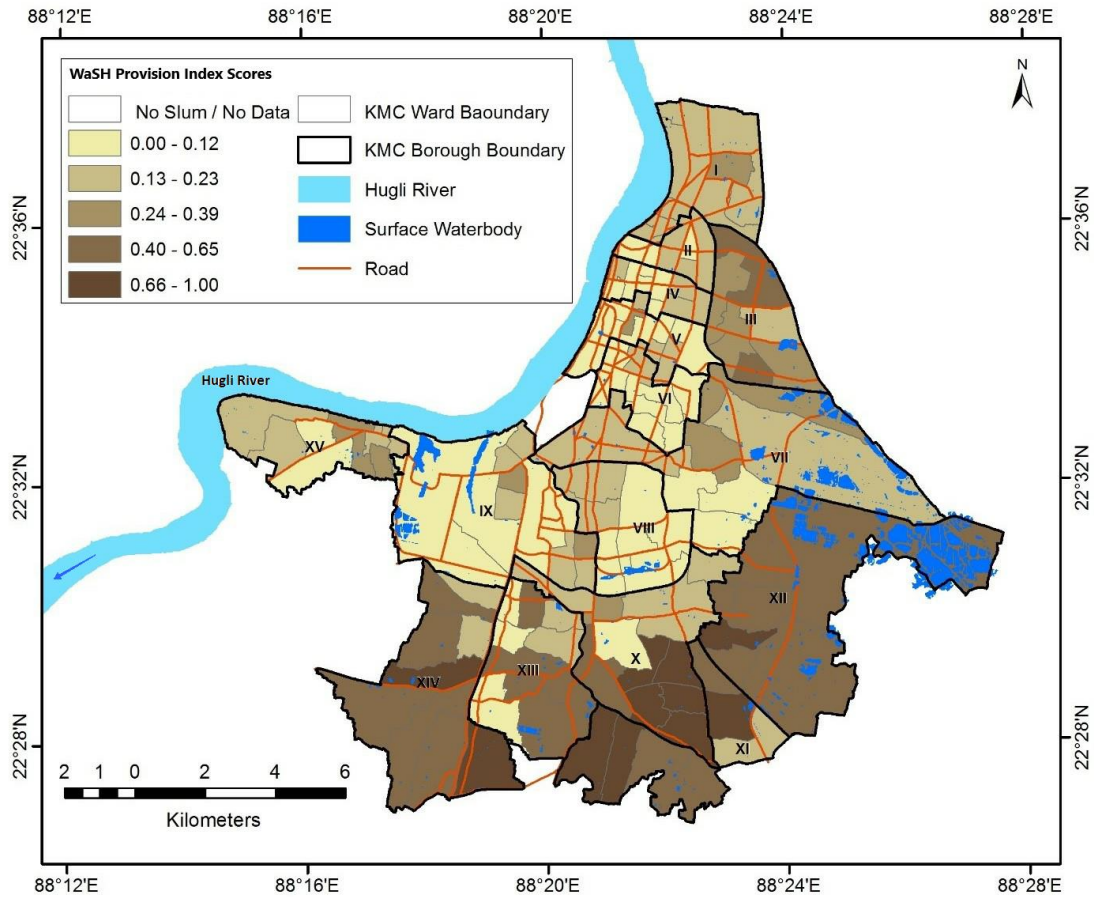 88°12'E 88°16'E 88°20'E 88°24'E 88°28'E
WaSH Provision Index Scores
No Slum / No Data
0.00 - 0.12
0.13 - 0.23
0.24 - 0.39
0.40 - 0.65
0.66 - 1.00
KMC Ward Baoundary
KMC Borough Boundary
Hugli River
Surface Waterbody
Road
N
22°36'N
22°36'N
I
II
IV
III
V
Hugli River
VI
XV
VII
22°32'N
22°32'N
IX
VIII
XII
X
XIII
XIV
22°28'N
22°28'N
XI
2 1 0 2 4 6
Kilometers
88°12'E 88°16'E 88°20'E 88°24'E 88°28'E